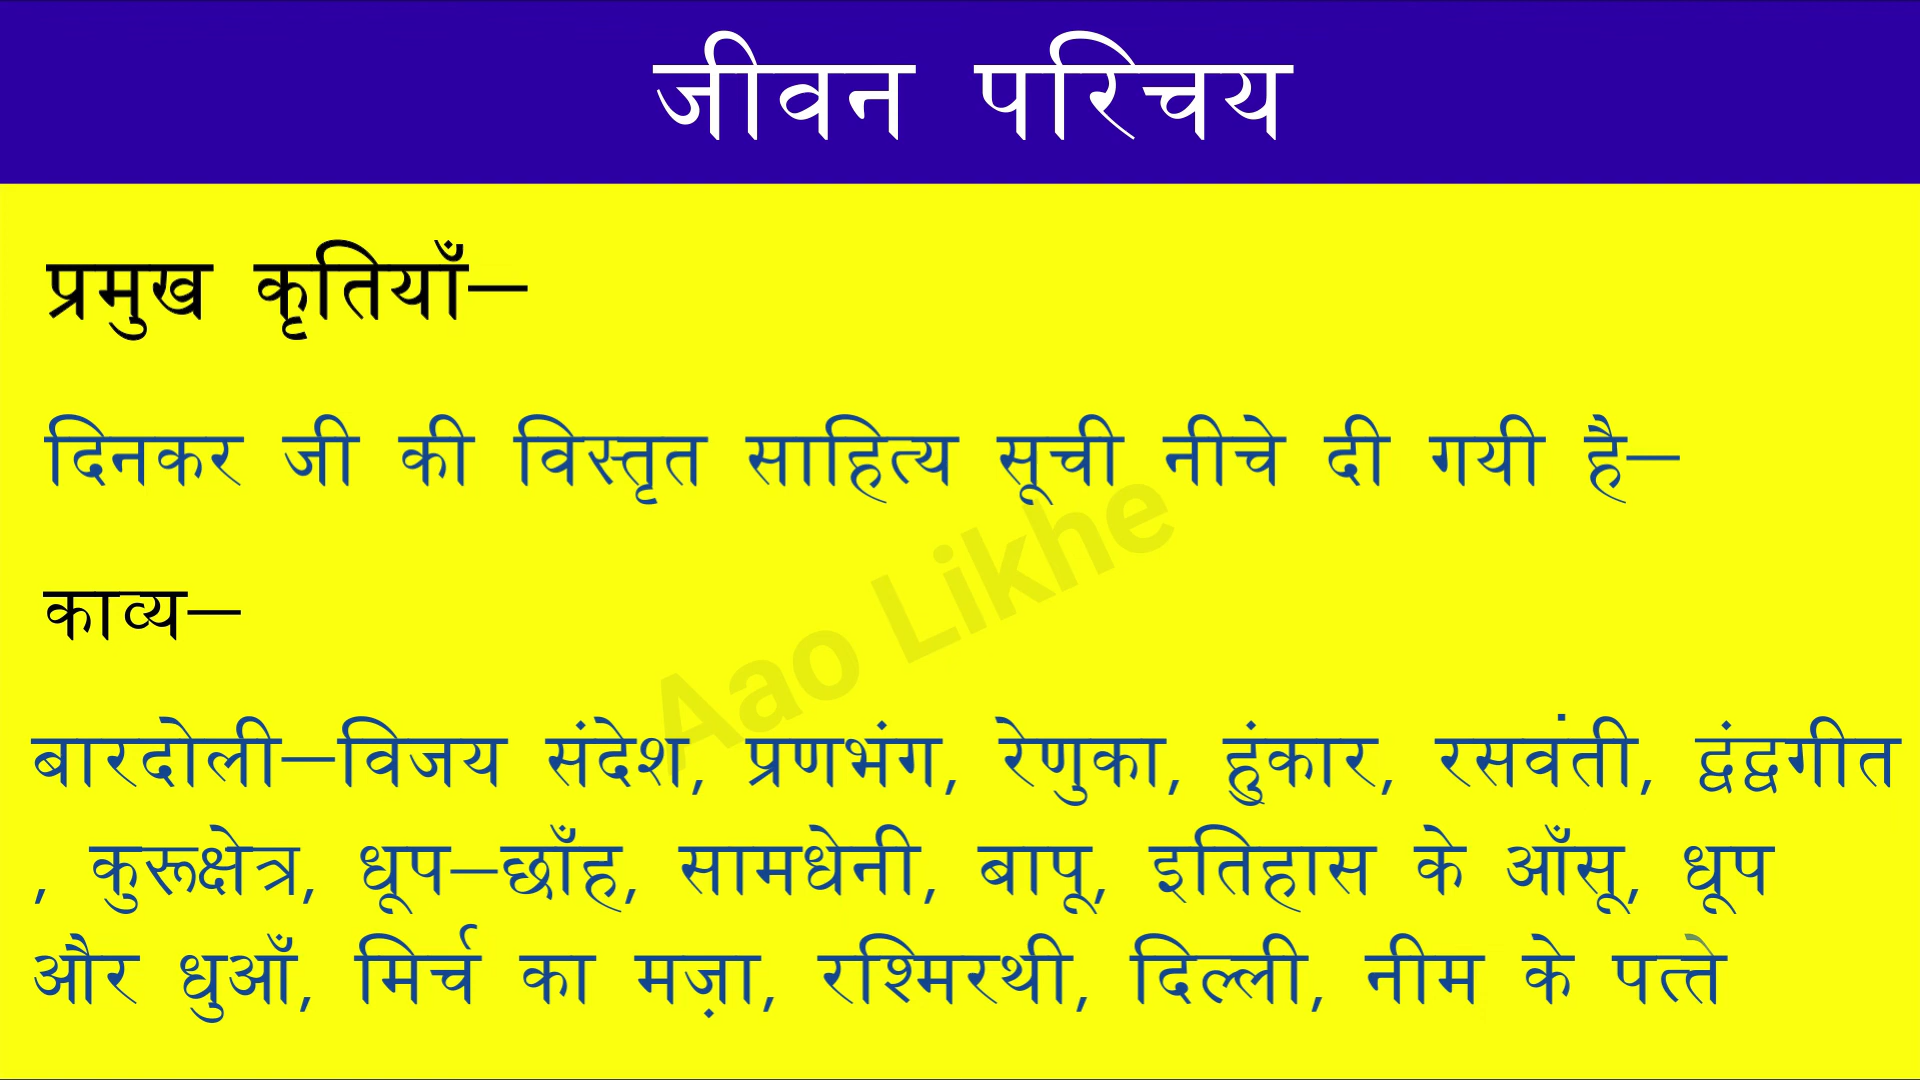 जीवन परिचय
प्रमुख कृतियाँ–
दिनकर जी की विस्तृत साहित्य सूची नीचे दी गयी है–
काव्य–
Aao Likhe
बारदोली–विजय संदेश, प्रणभंग, रेणुका, हुंकार, रसवंती, द्वंद्वगीत
, कुरूक्षेत्र, धूप–छाँह, सामधेनी, बापू, इतिहास के आँसू, धूप
और धुआँ, मिर्च का मज़ा, रश्मिरथी, दिल्ली, नीम के पत्ते